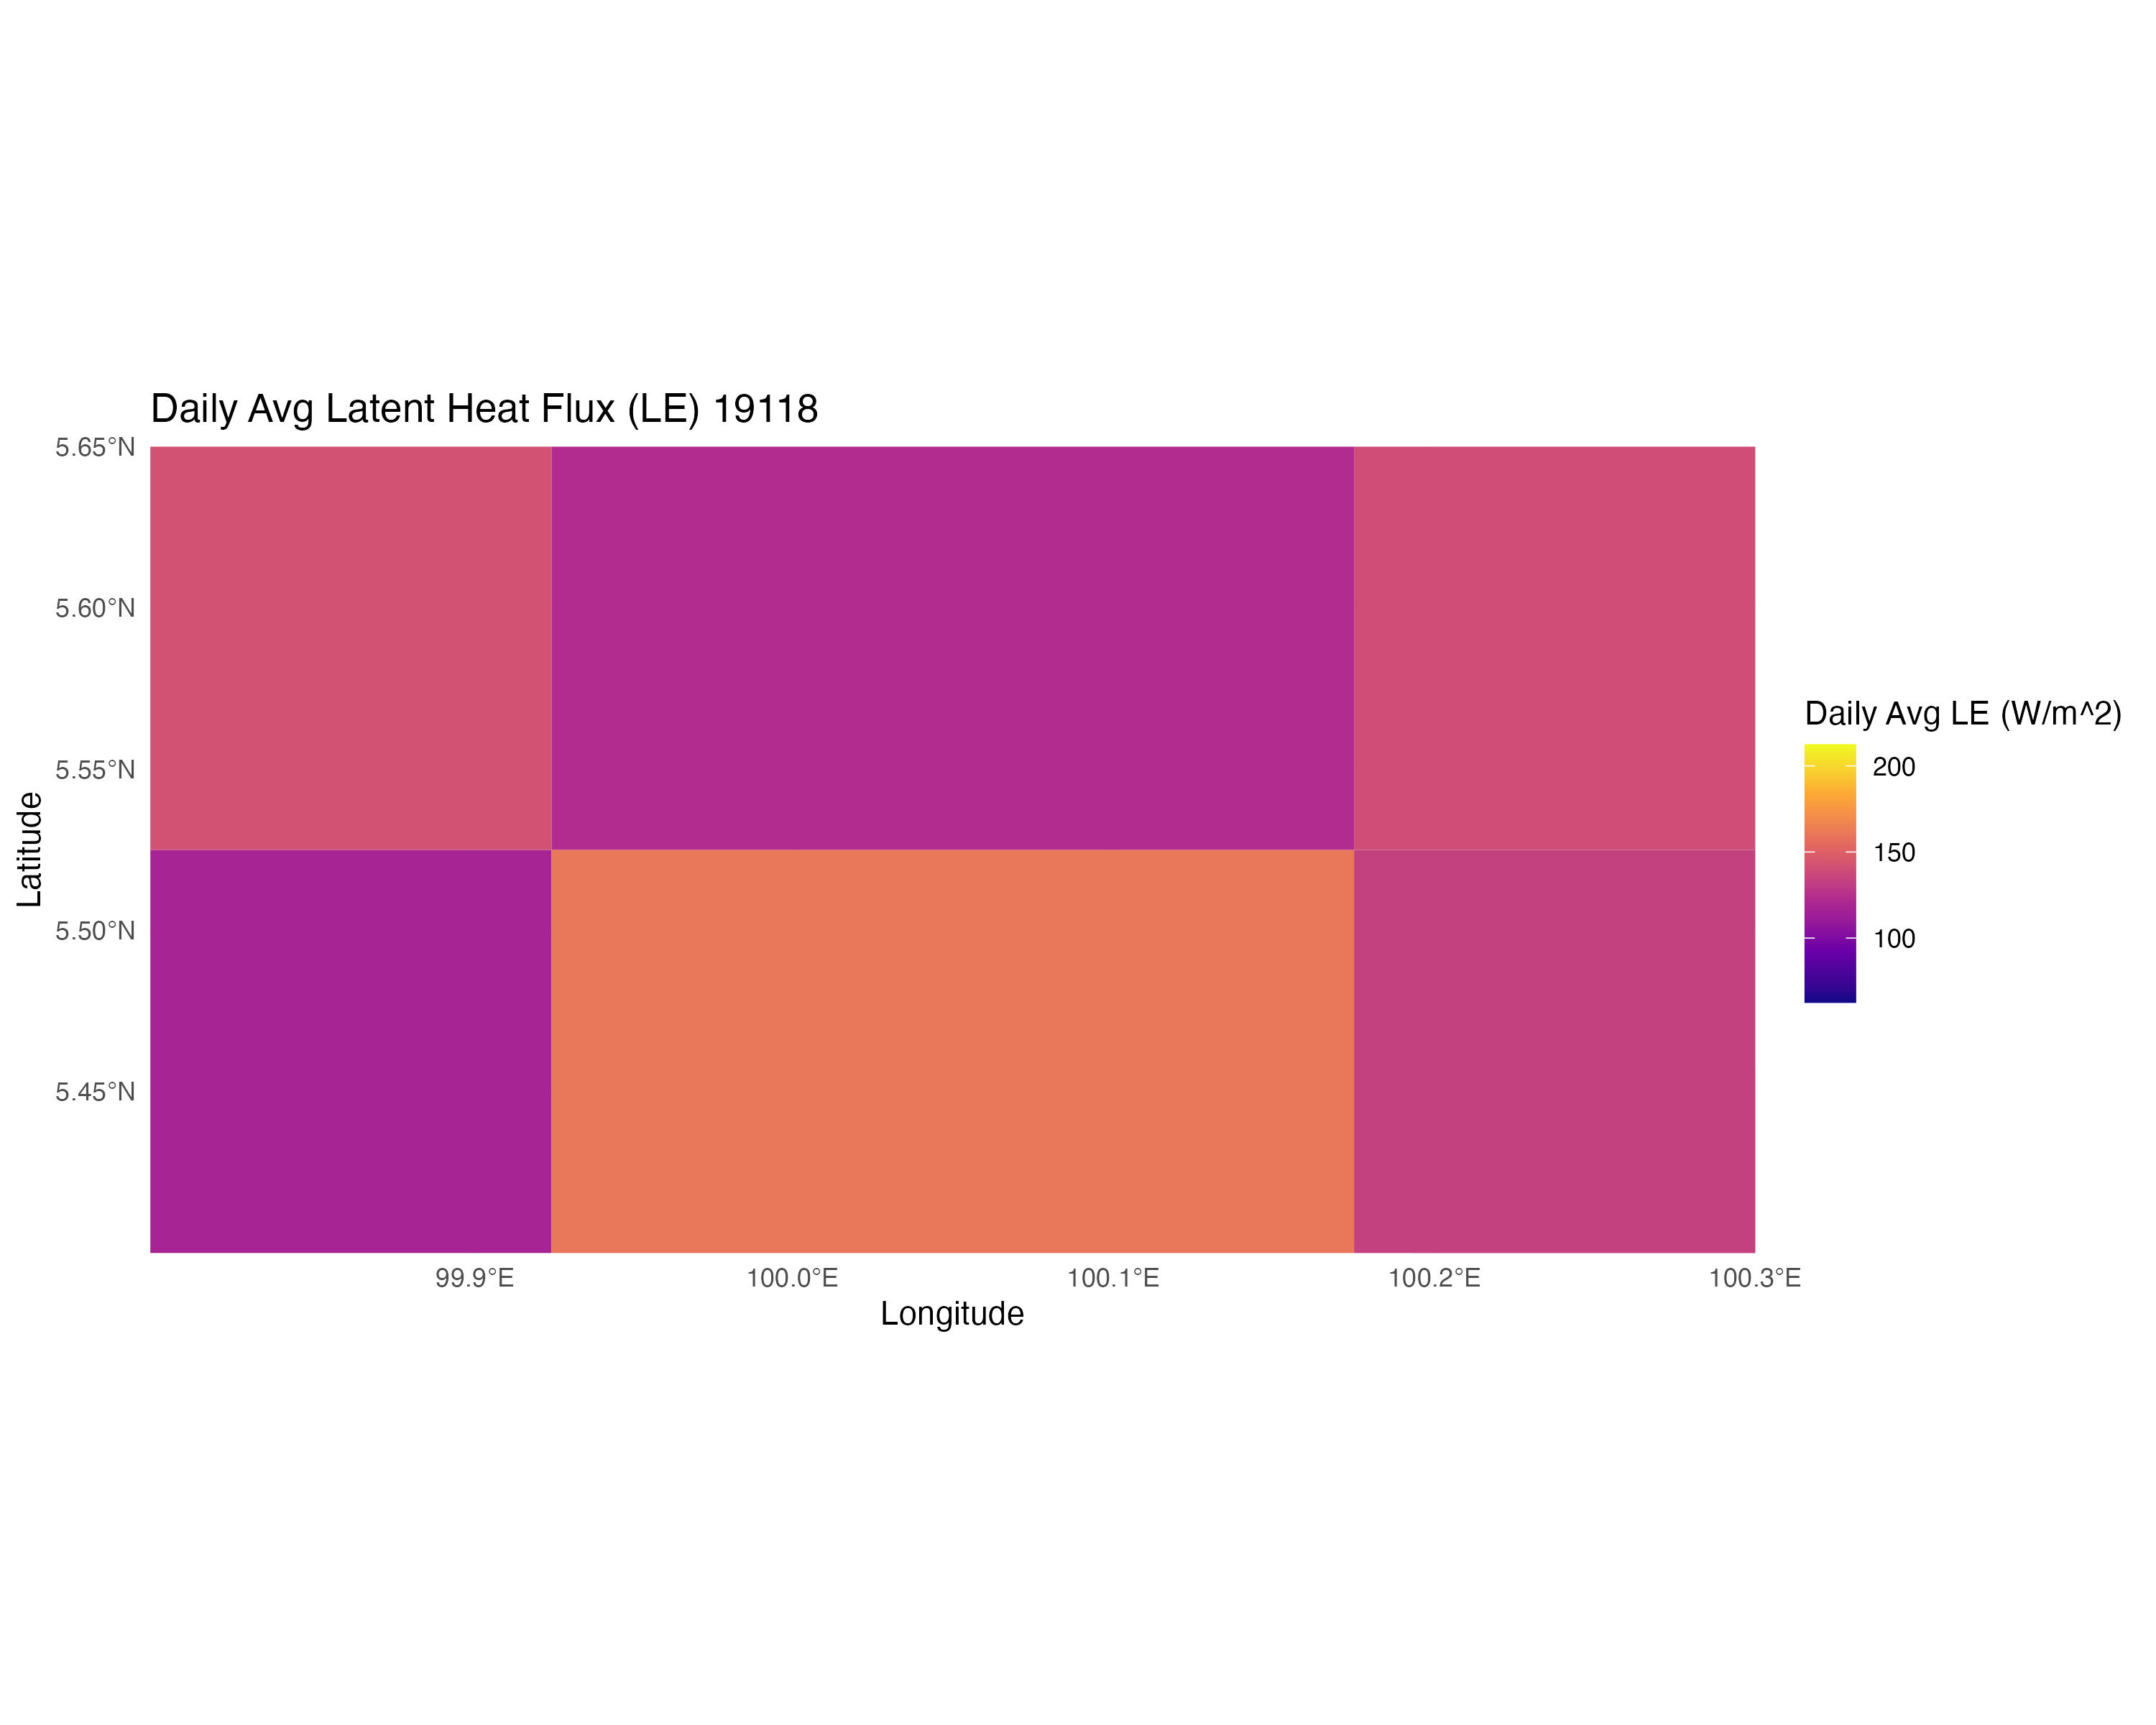 Daily Avg Latent Heat Flux (LE) 19118
5.65°N
5.60°N
5.55°N
5.50°N
5.45°N
Latitude
99.9°E
100.0°E
100.1°E
100.2°E
100.3°E
Longitude
Daily Avg LE (W/m^2)
200
150
100